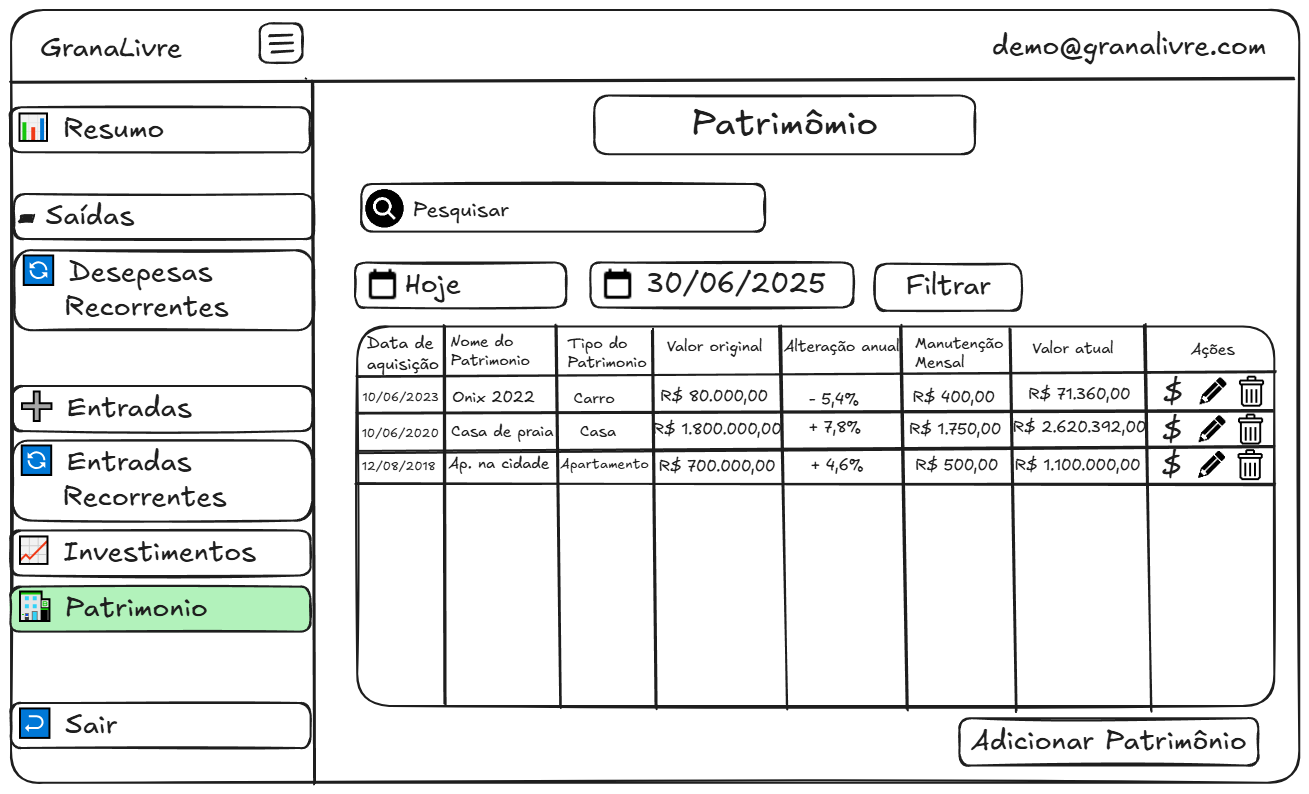 GranaLivre
demo@granalivre.com
Resumo
Saídas
Desepesas
Recorrentes
Entradas
Entradas
Recorrentes
Investimentos
Patrimonio
Sair
Patrimômio
Pesquisar
Hoje
30/06/2025
Filtrar
Data de
aquisição
Nome do
Patrimonio
Tipo do
Patrimonio
Valor original
Alteração anual
Manutenção
Mensal
Valor atual
Ações
10/06/2023 Onix 2022 Carro R$ 80.000,00 - 5,4% R$ 400,00 R$ 71.360,00 $
10/06/2020 Casa de praia Casa R$ 1.800.000,00 + 7,8% R$ 1.750,00 R$ 2.620.392,00 $
12/08/2018 Ap. na cidade Apartamento R$ 700.000,00 + 4,6% R$ 500,00 R$ 1.100.000,00 $
Adicionar Patrimônio